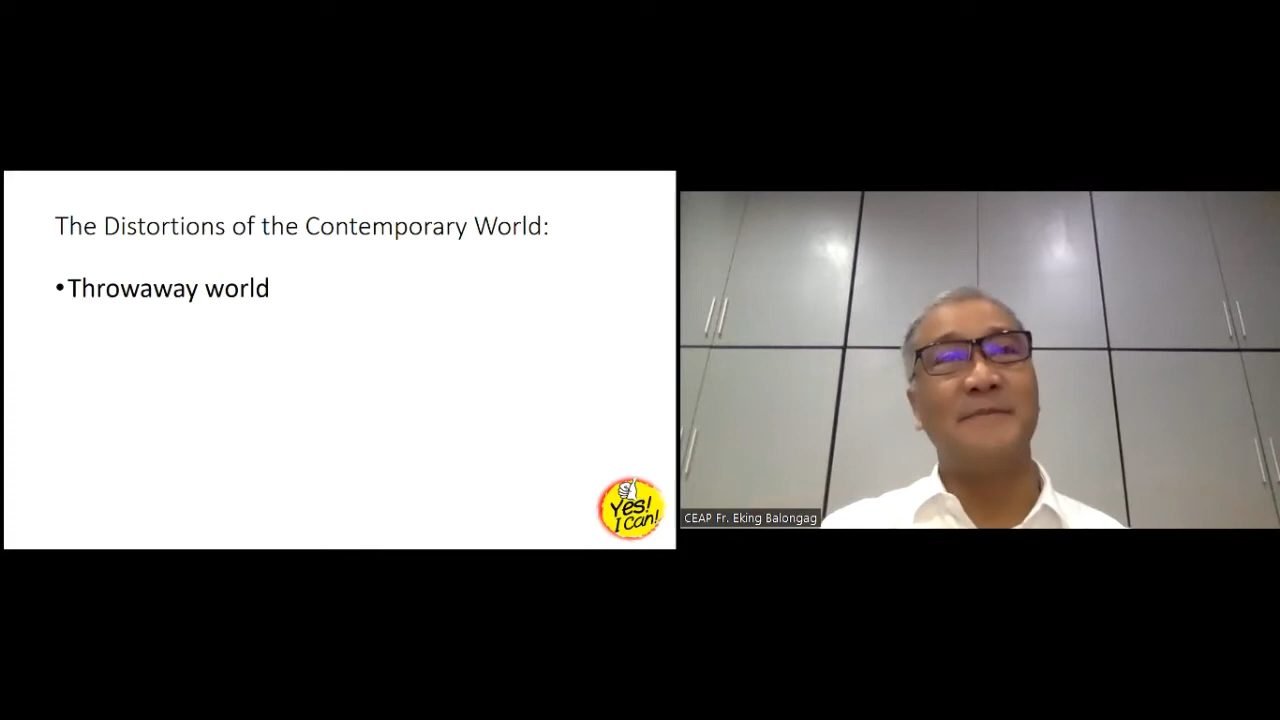 The Distortions of the Contemporary World:
•Throwaway world
Yes!
I can!
CEAP Fr. Eking Balongag